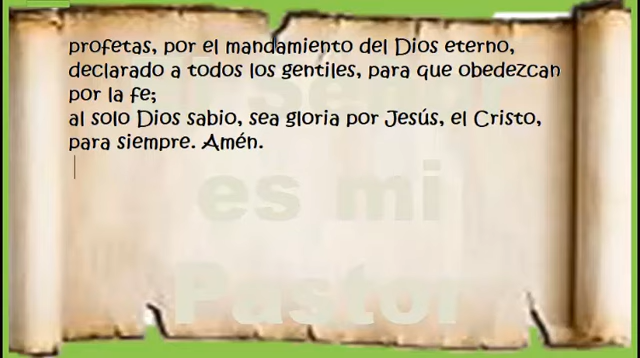 profetas, por el mandamiento del Dios eterno,
declarado a todos los gentiles, para que obedezcan
por la fe;
al solo Dios sabio, sea gloria por Jesús, el Cristo,
para siempre. Amén.
Señor
es mi
Pastor